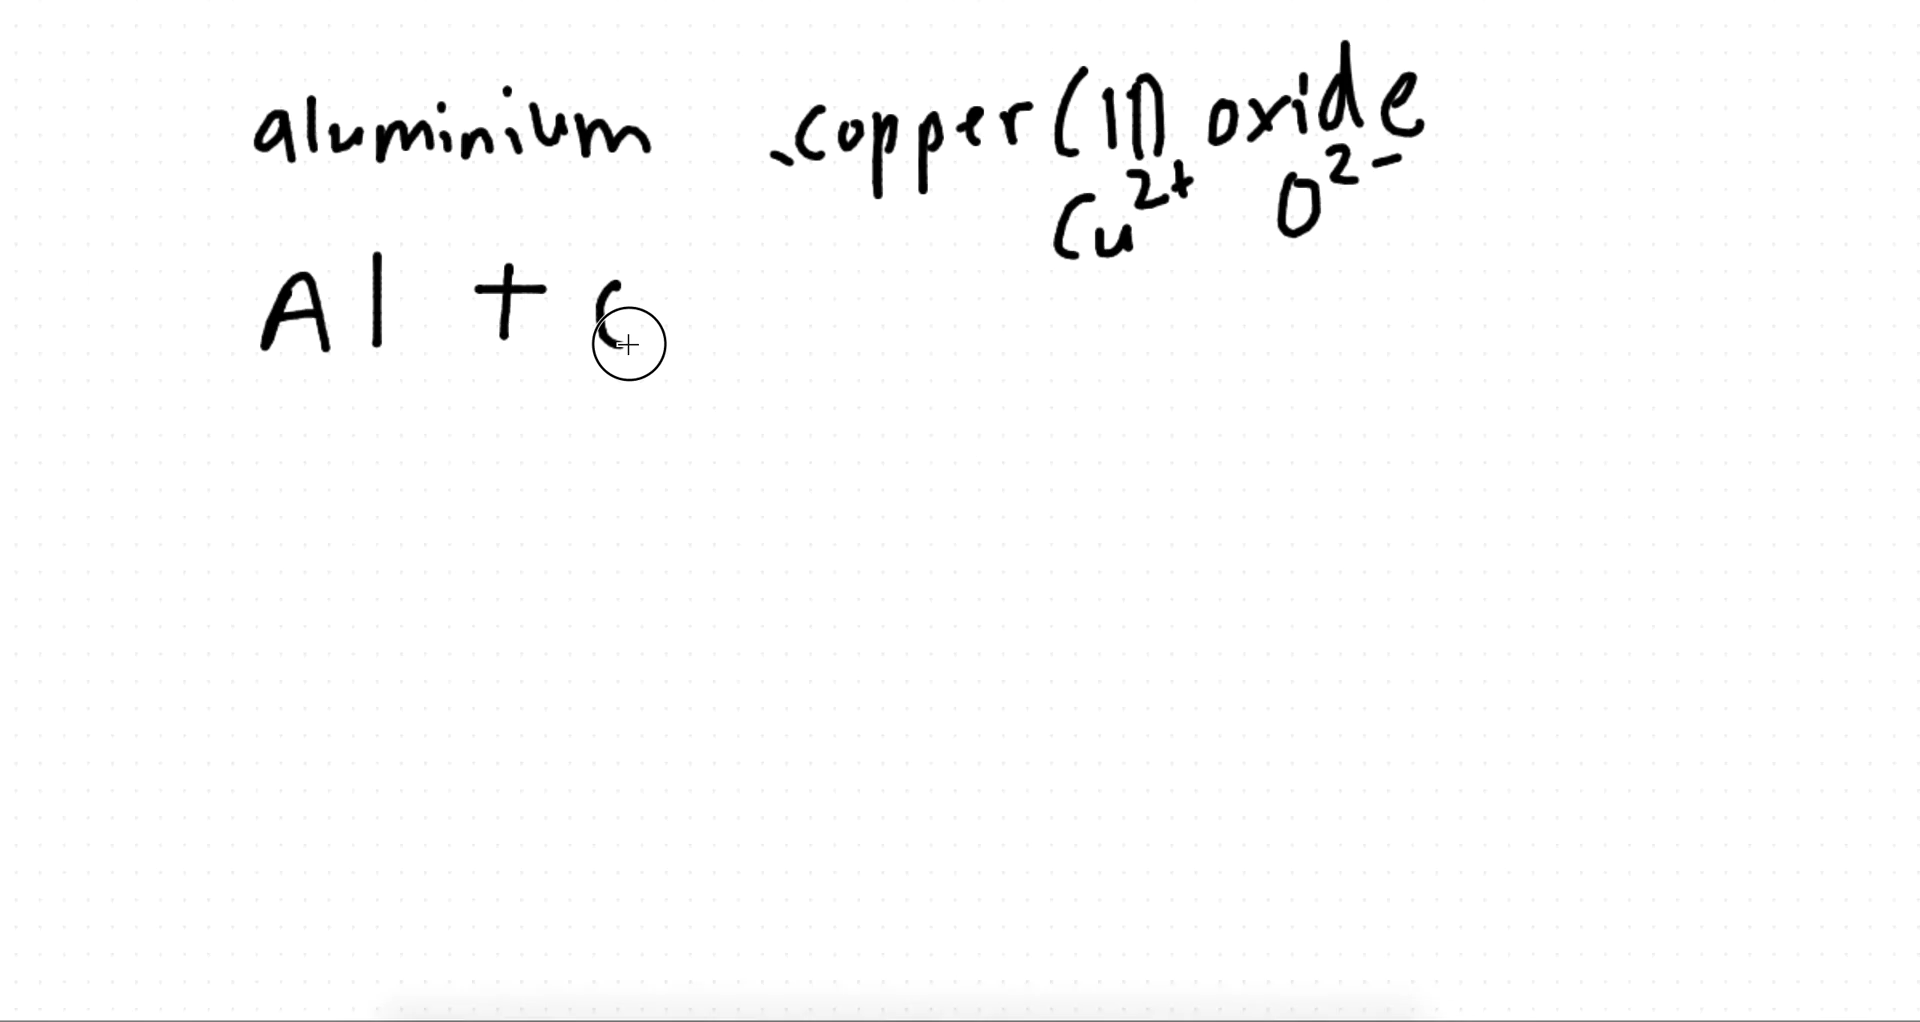 aluminium copper (II) oxide
Cu²⁺ O²⁻
Al + C